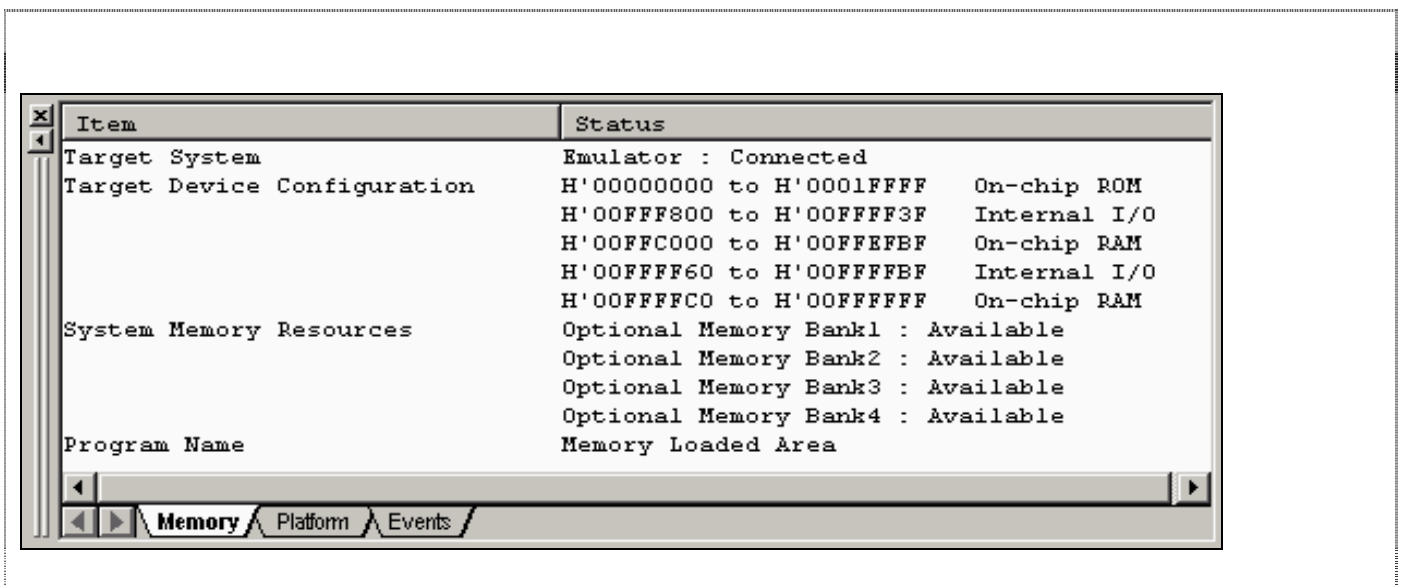 Item Status
Target System Emulator : Connected
Target Device Configuration H'00000000 to H'0001FFFF On-chip ROM
H'00FFF800 to H'00FFFF3F Internal I/O
H'00FFC000 to H'00FFEFBF On-chip RAM
H'00FFFF60 to H'00FFFFBF Internal I/O
H'00FFFFC0 to H'00FFFFFF On-chip RAM
System Memory Resources Optional Memory Bank1 : Available
Optional Memory Bank2 : Available
Optional Memory Bank3 : Available
Optional Memory Bank4 : Available
Program Name Memory Loaded Area
Memory Platform Events